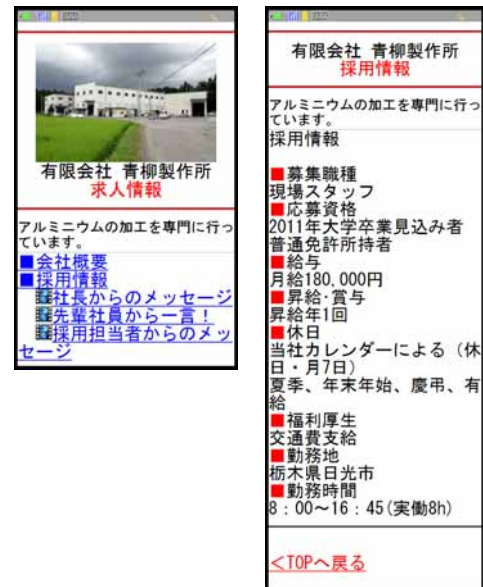 有限会社 青柳製作所
求人情報
アルミニウムの加工を専門に行っ
ています。
■会社概要
■採用情報
社長からのメッセージ
先輩社員から一言！
採用担当者からのメッ
セージ
有限会社 青柳製作所
採用情報
アルミニウムの加工を専門に行っ
ています。
採用情報
■募集職種
現場スタッフ
■応募資格
2011年大学卒業見込み者
普通免許所持者
■給与
月給180,000円
■昇給・賞与
昇給年1回
■休日
当社カレンダーによる（休
日・月7日）
夏季、年末年始、慶弔、有
給
■福利厚生
交通費支給
■勤務地
栃木県日光市
■勤務時間
8：00～16：45(実働8h)
<TOPへ戻る